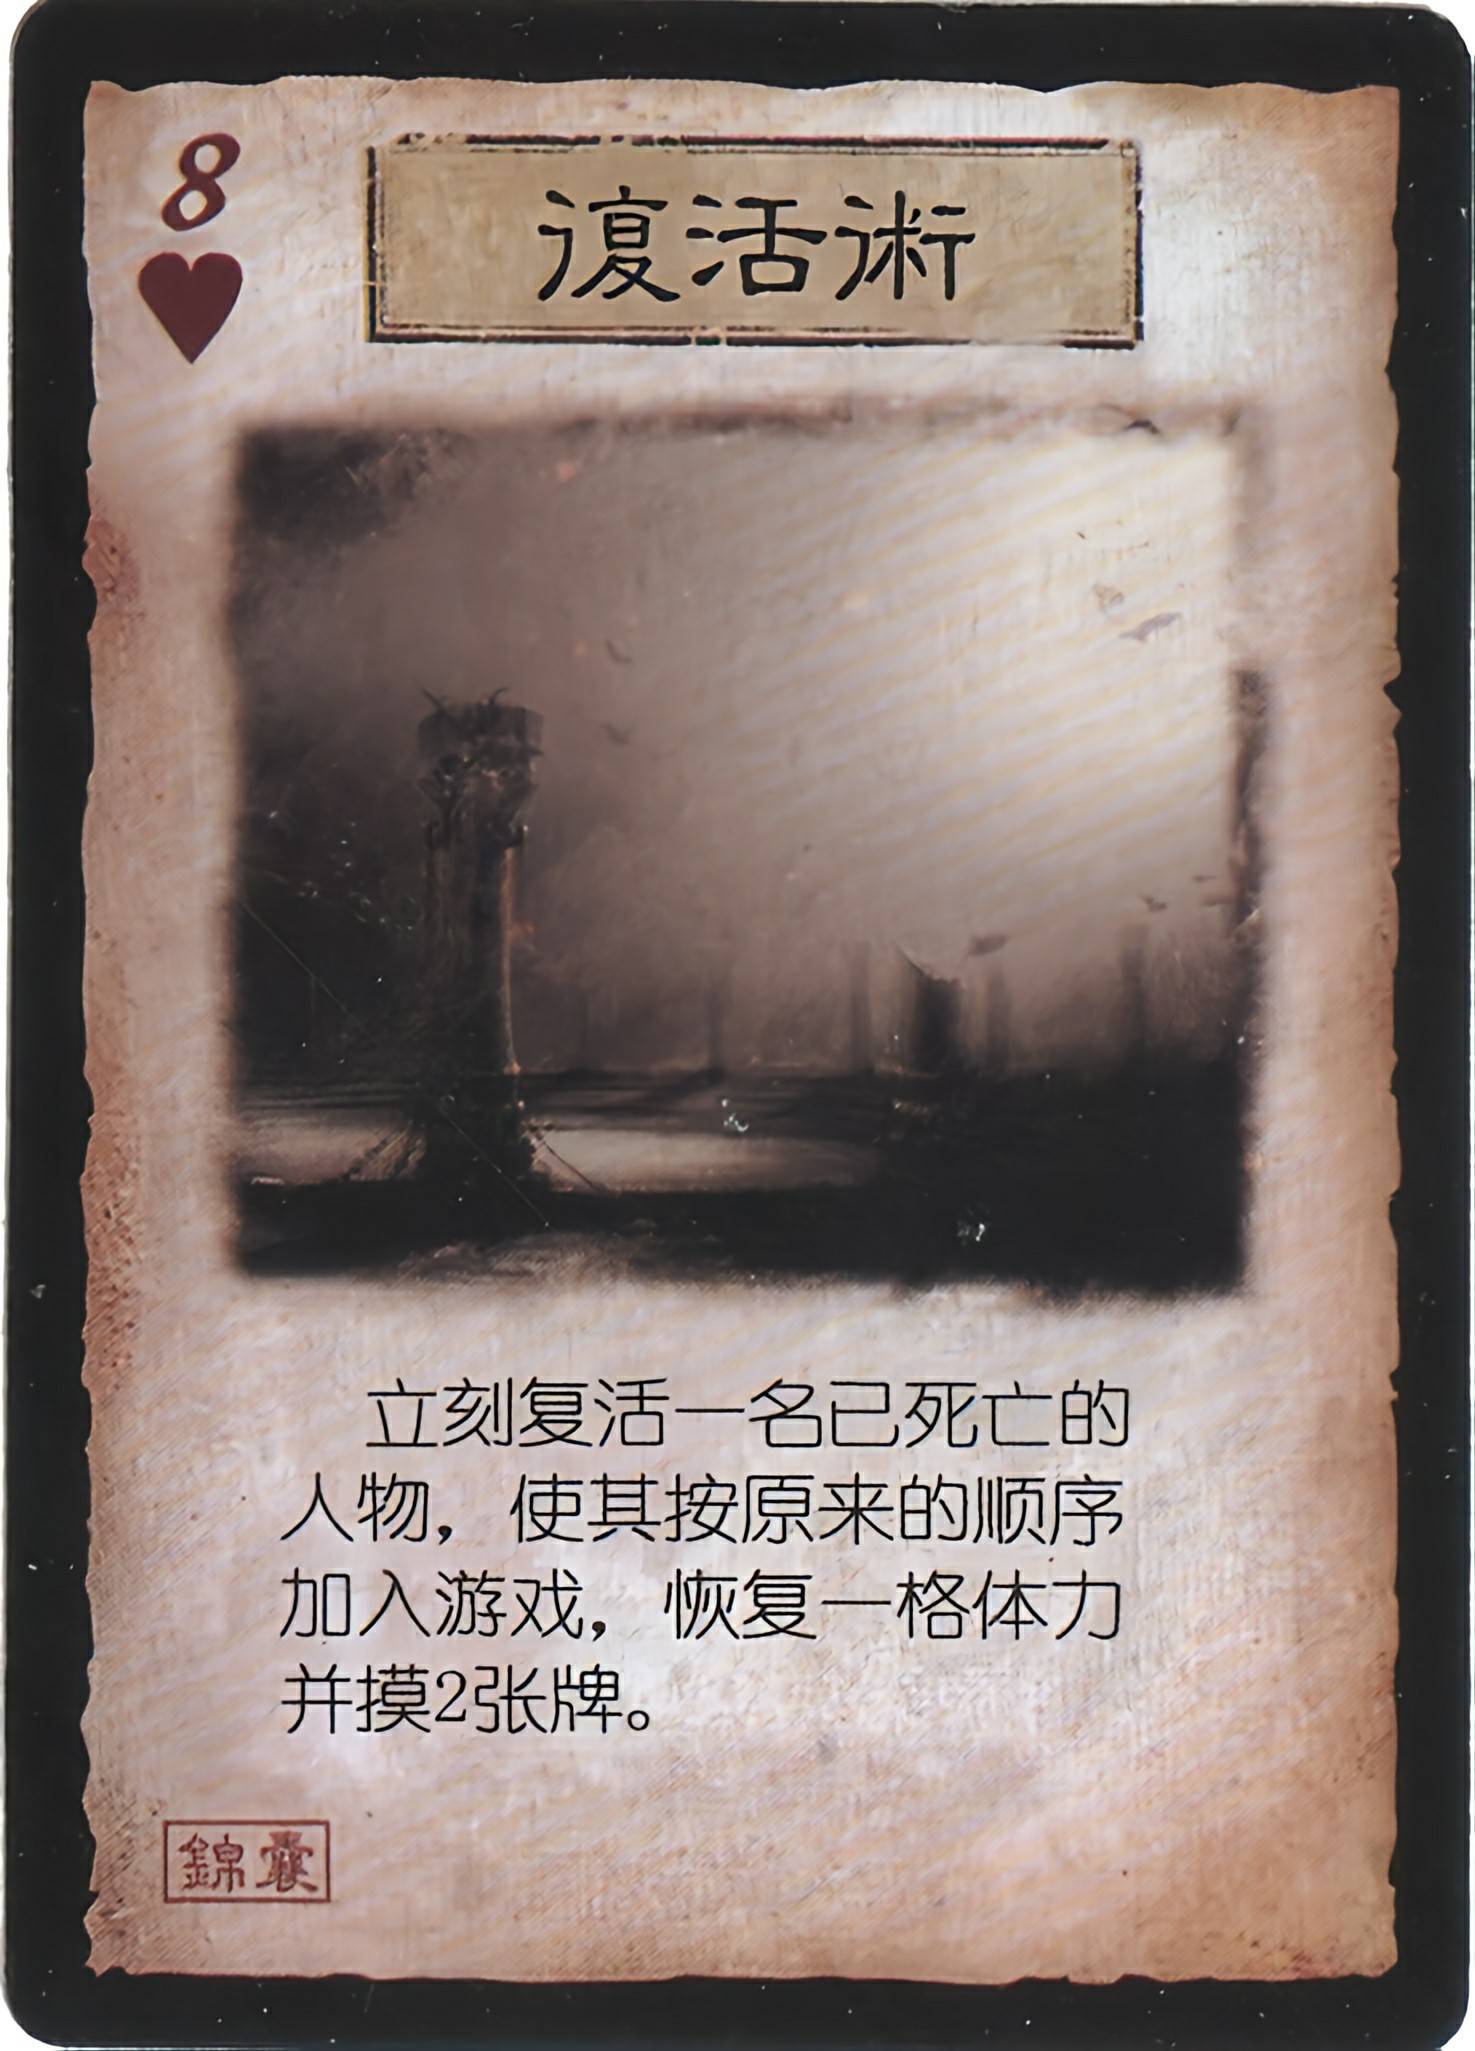 8
復活術
立刻复活一名已死亡的
人物，使其按原来的顺序
加入游戏，恢复一格体力
并摸2张牌。
錦囊